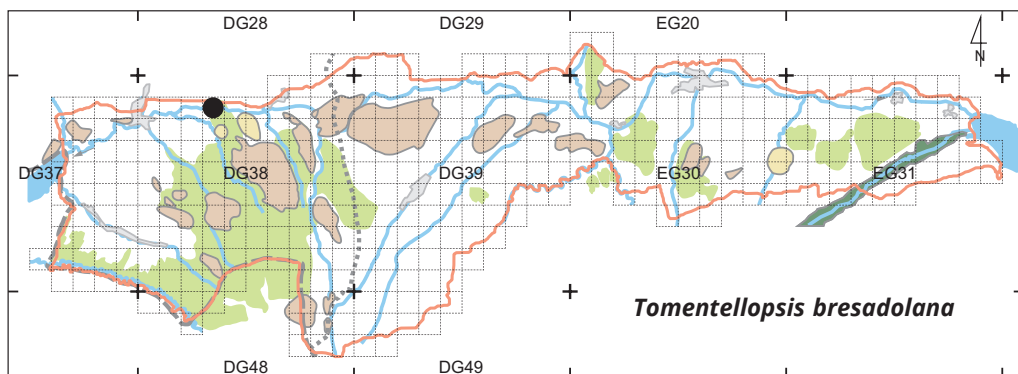 DG28 DG29 EG20
N
DG37 DG38 DG39 EG30 EG31
Tomentellopsis bresadolana
DG48 DG49